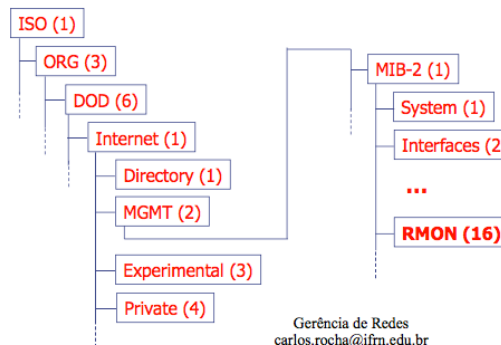 ISO (1)
ORG (3)
DOD (6)
Internet (1)
Directory (1)
MGMT (2)
Experimental (3)
Private (4)
MIB-2 (1)
System (1)
Interfaces (2
...
RMON (16)
Gerência de Redes
carlos.rocha@ifrn.edu.br